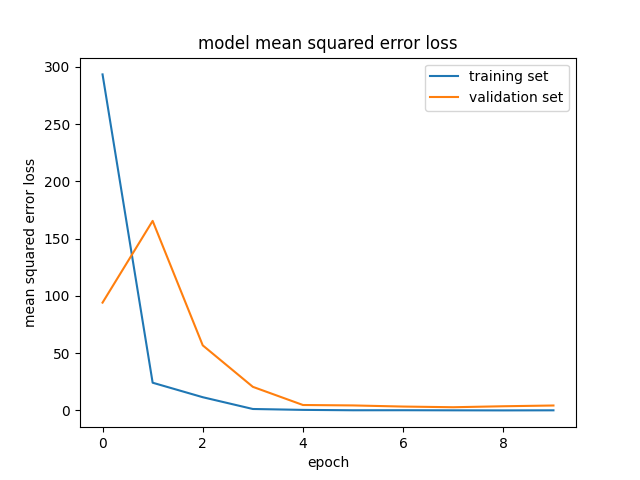 model mean squared error loss
training set
validation set
300
250
200
150
100
50
0
mean squared error loss
0 2 4 6 8
epoch